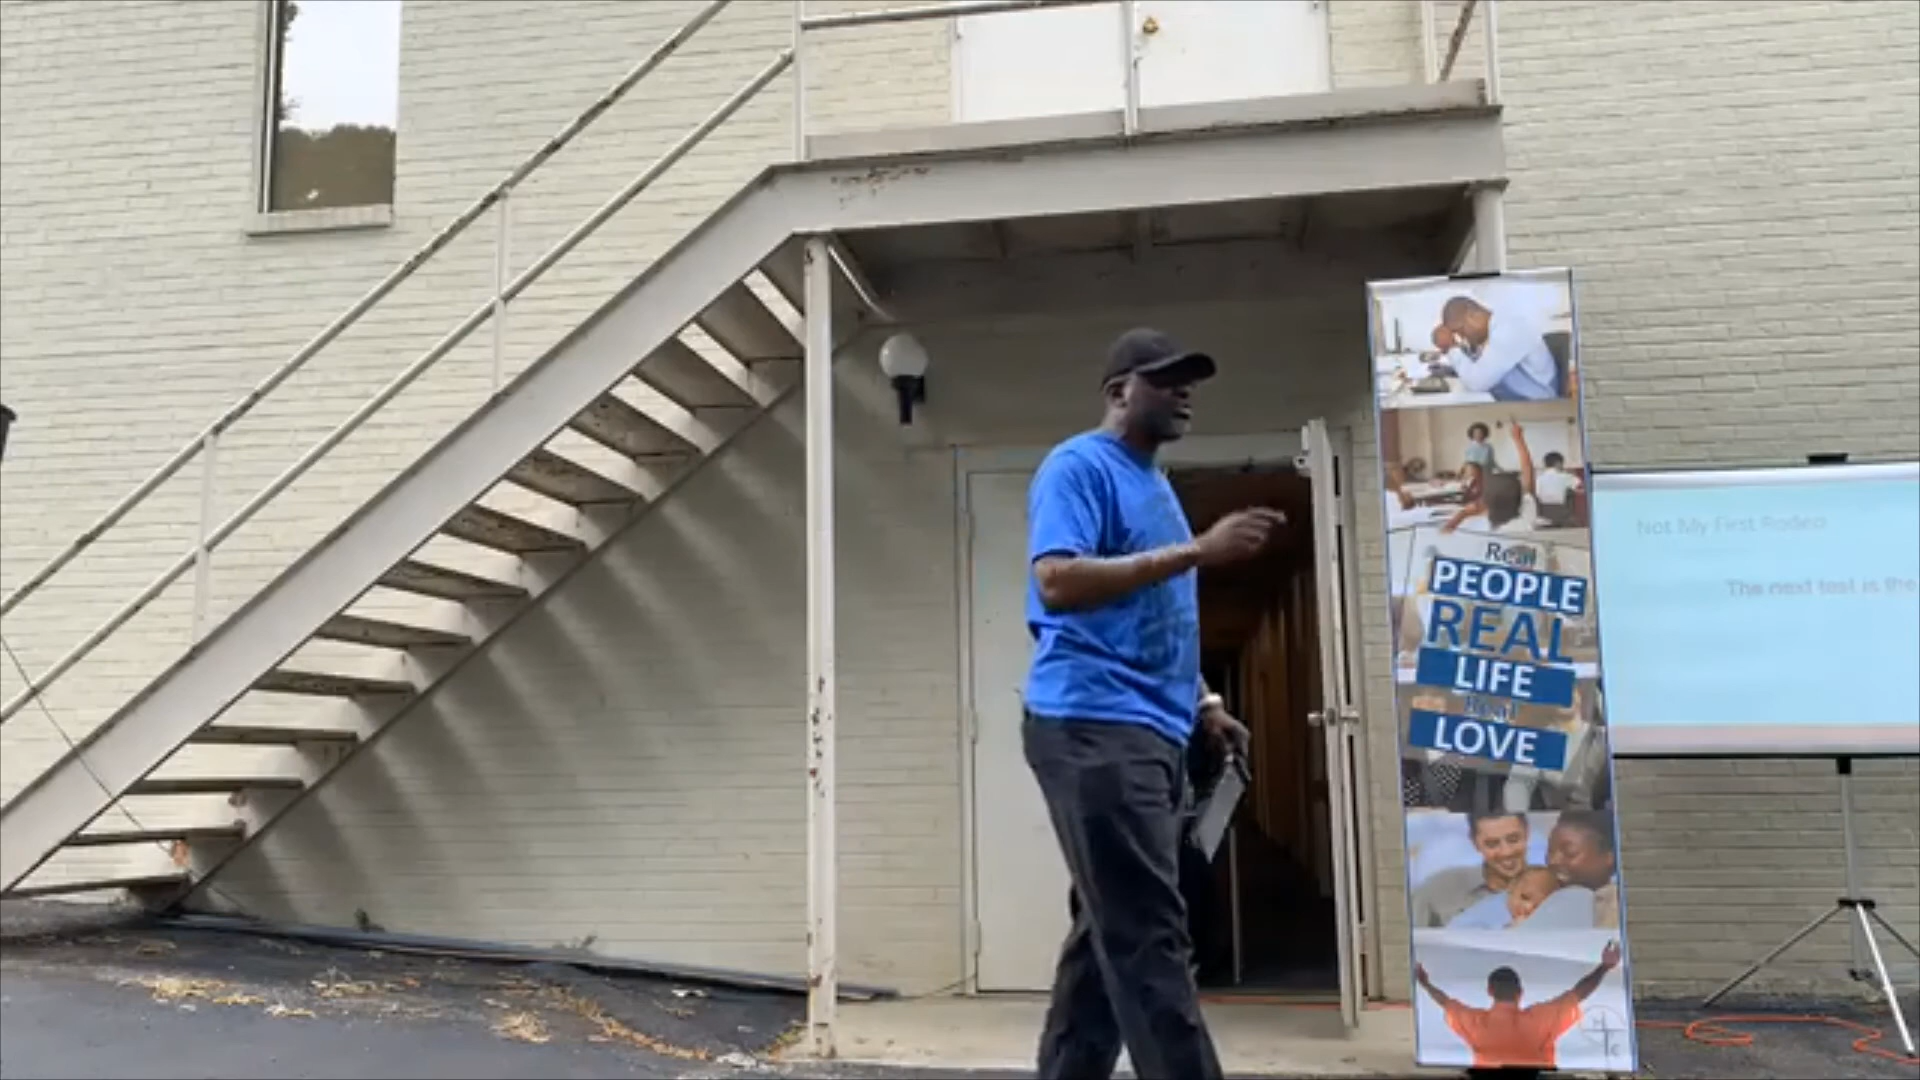 Real
PEOPLE
REAL
LIFE
Real
LOVE
Not My First Rodeo
The next test is the